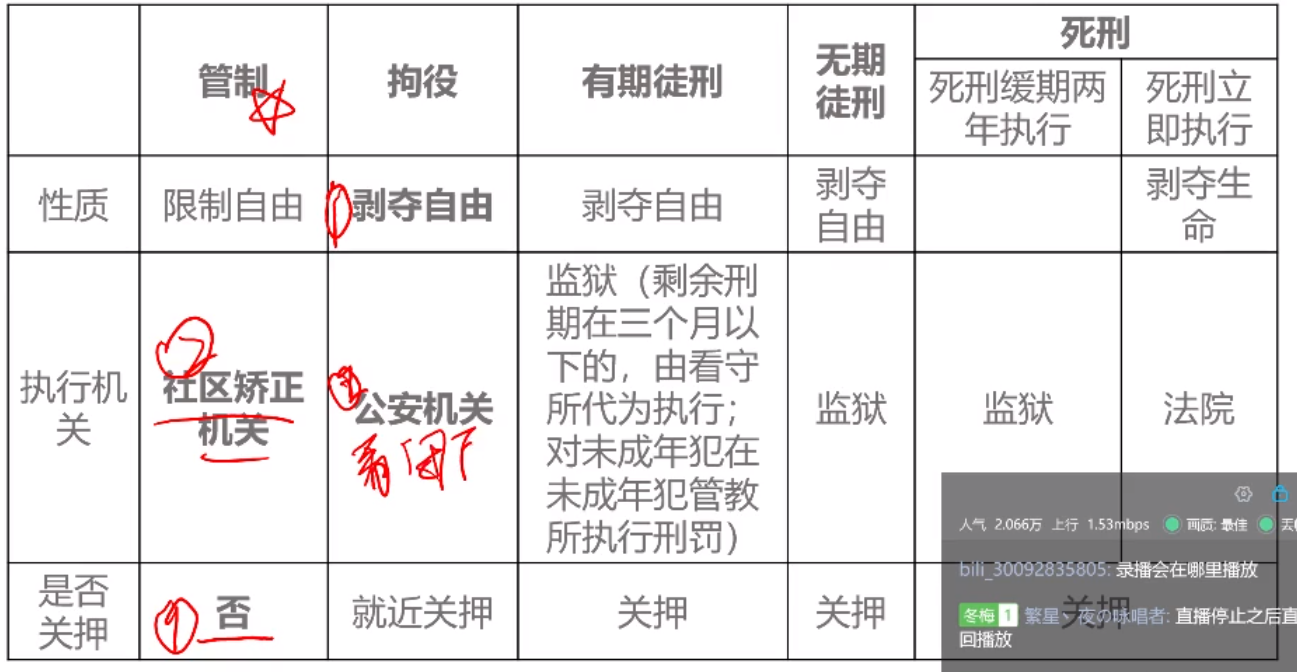 管制
拘役
有期徒刑
无期
徒刑
死刑
死刑缓期两
年执行
死刑立
即执行
性质
限制自由
剥夺自由
剥夺自由
剥夺
自由
剥夺生
命
执行机
关
②
社区矫正
机关
公安机关
监狱（剩余刑
期在三个月以
下的，由看守
所代为执行；
对未成年犯在
未成年犯管教
所执行刑罚）
监狱
监狱
法院
是否
关押
否
就近关押
关押
关押
关押
人气 2.066万 上行 1.53mbps 画质: 最佳
bili_30092835805: 录播会在哪里播放
冬梅 1 繁星一夜の咏唱者: 直播停止之后直
回播放